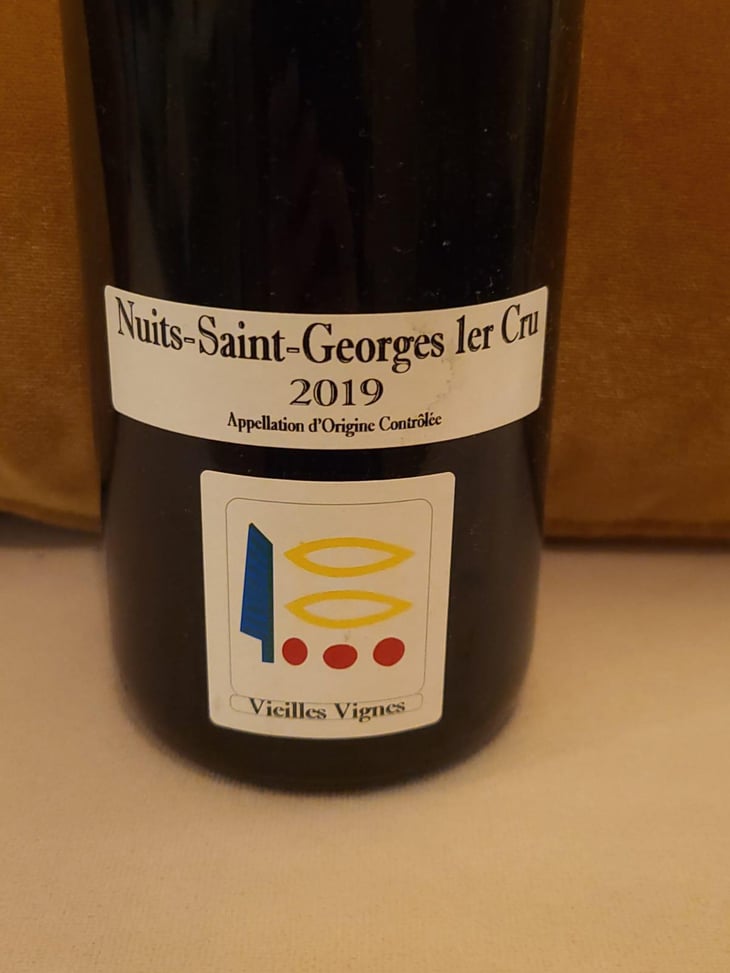 Nuits-Saint-Georges 1er Cru
2019
Appellation d'Origine Contrôlée
Vieilles Vignes